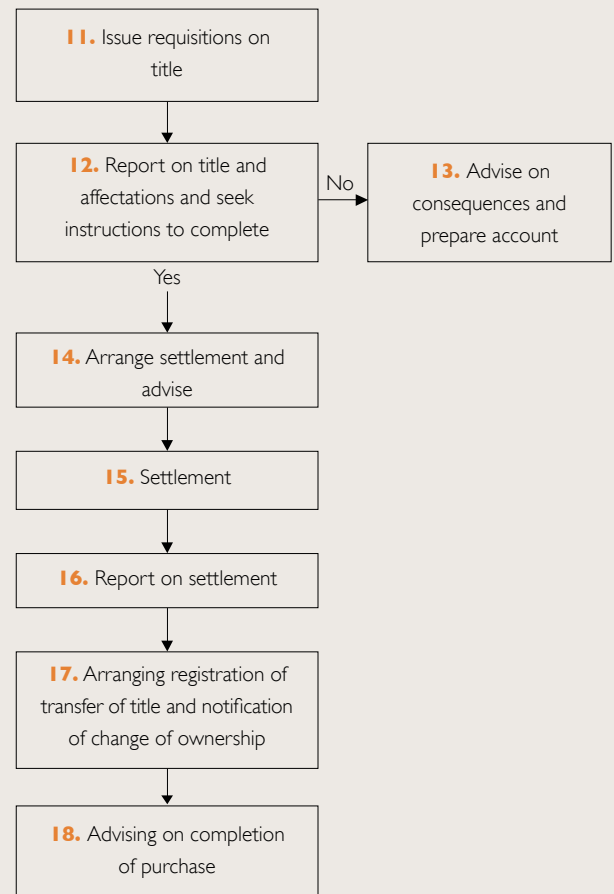 11. Issue requisitions on
title
12. Report on title and
affectations and seek
instructions to complete
No
13. Advise on
consequences and
prepare account
Yes
14. Arrange settlement and
advise
15. Settlement
16. Report on settlement
17. Arranging registration of
transfer of title and notification
of change of ownership
18. Advising on completion
of purchase